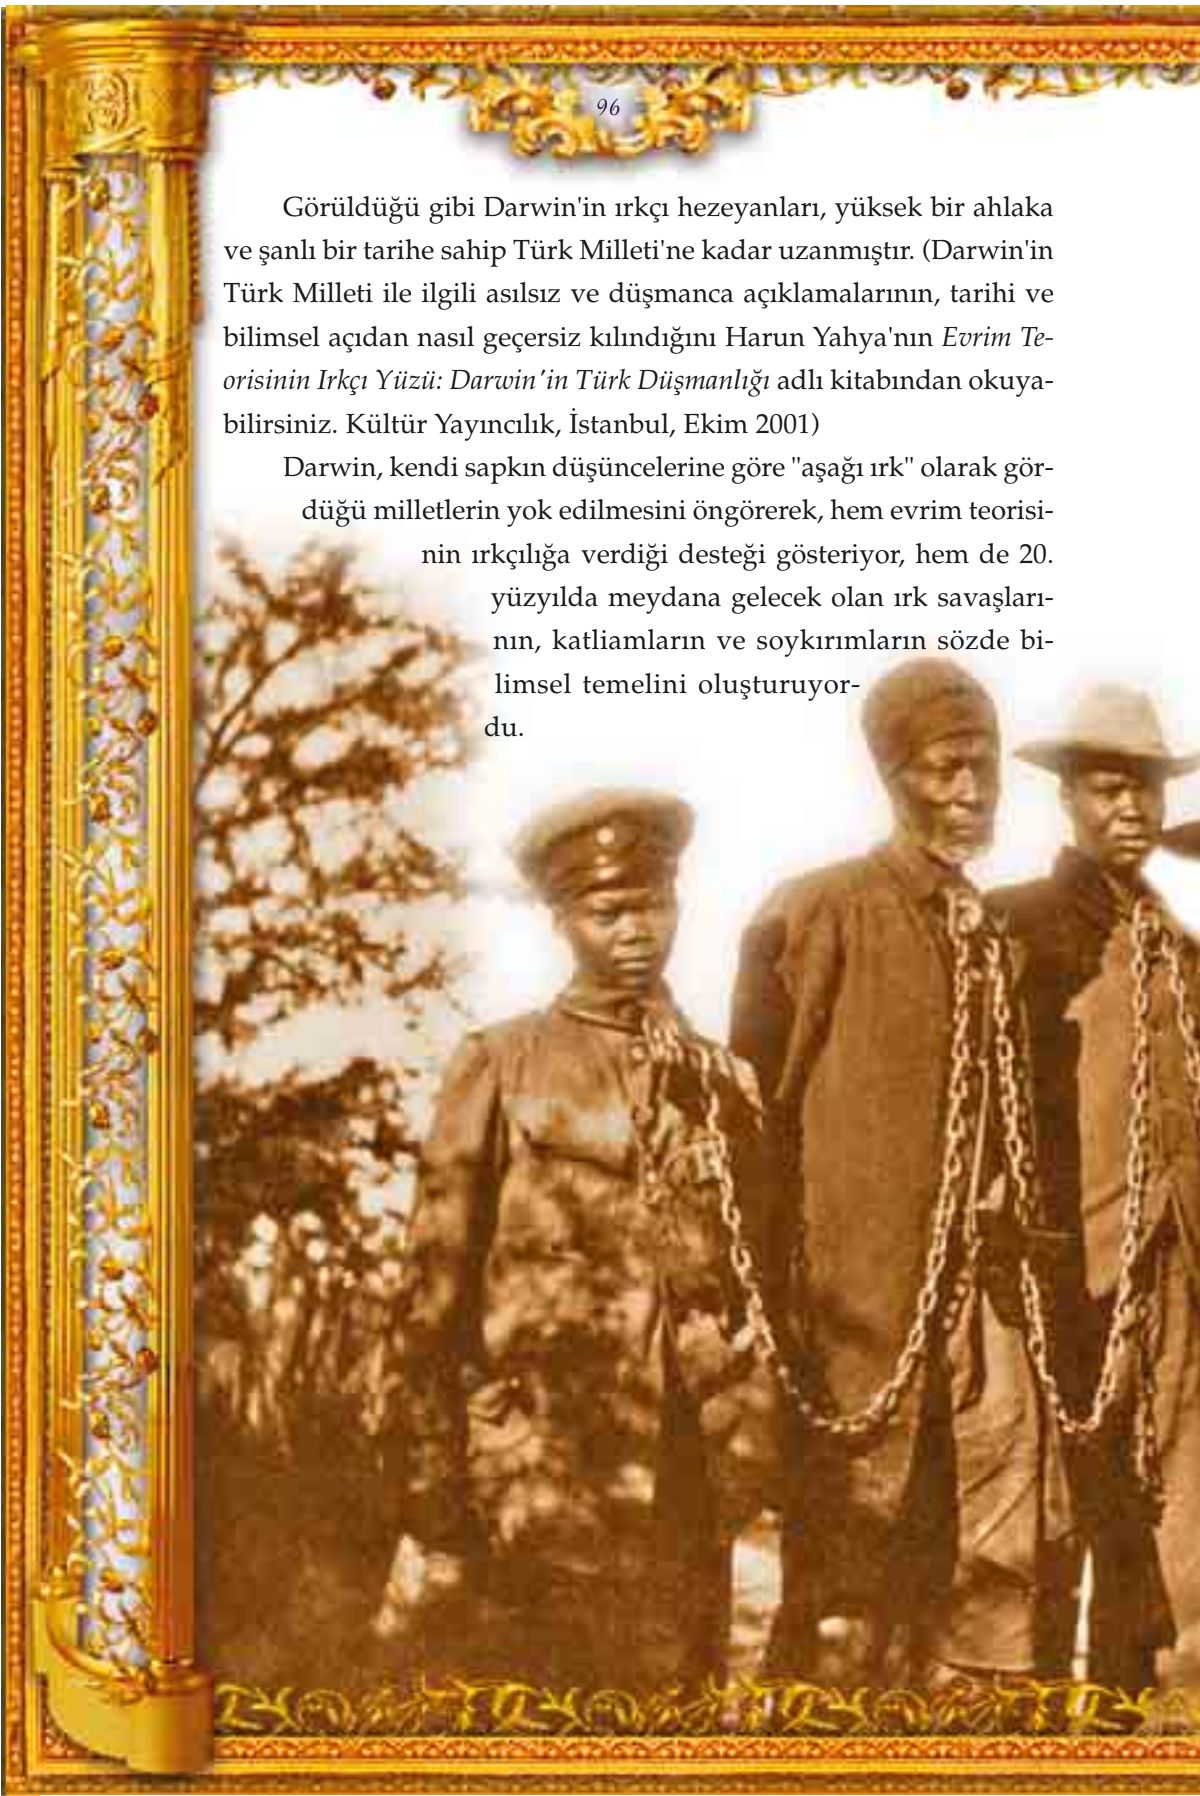 96
Görüldüğü gibi Darwin'in ırkçı hezeyanları, yüksek bir ahlaka
ve şanlı bir tarihe sahip Türk Milleti'ne kadar uzanmıştır. (Darwin'in
Türk Milleti ile ilgili asılsız ve düşmanca açıklamalarının, tarihi ve
bilimsel açıdan nasıl geçersiz kılındığını Harun Yahya'nın Evrim Te-
orisinin Irkçı Yüzü: Darwin'in Türk Düşmanlığı adlı kitabından okuya-
bilirsiniz. Kültür Yayıncılık, İstanbul, Ekim 2001)
Darwin, kendi sapkın düşüncelerine göre "aşağı ırk" olarak gör-
düğü milletlerin yok edilmesini öngörerek, hem evrim teorisi-
nin ırkçılığa verdiği desteği gösteriyor, hem de 20.
yüzyılda meydana gelecek olan ırk savaşları-
nın, katliamların ve soykırımların sözde bi-
limsel temelini oluşturuyor-
du.